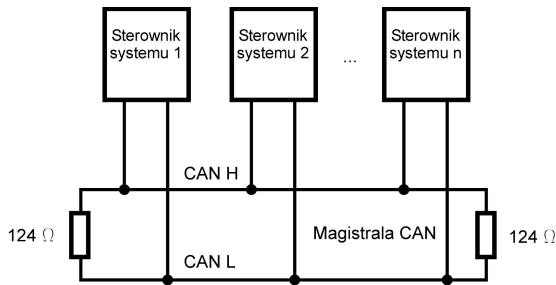 Sterownik
systemu 1
Sterownik
systemu 2
...
Sterownik
systemu n
CAN H
124 Ω
Magistrala CAN
124 Ω
CAN L